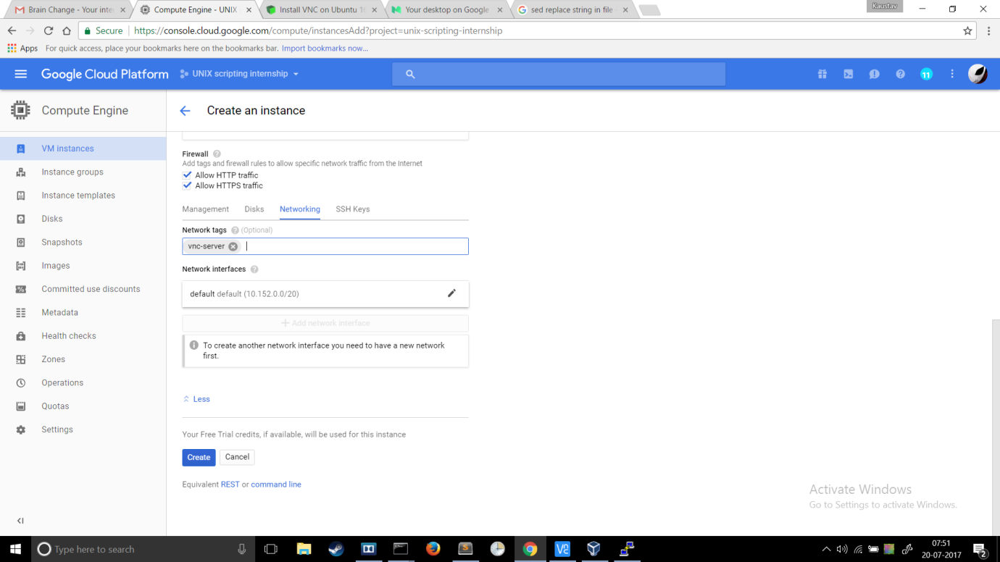 Brain Change - Your inte
Compute Engine - UNIX
Install VNC on Ubuntu 16
Your desktop on Google
sed replace string in file
Kaustav
Secure
https://console.cloud.google.com/compute/instancesAdd?project=unix-scripting-internship
Apps
For quick access, place your bookmarks here on the bookmarks bar. Import bookmarks now...
Google Cloud Platform
UNIX scripting internship
11
Compute Engine
Create an instance
VM instances
Instance groups
Instance templates
Disks
Snapshots
Images
Committed use discounts
Metadata
Health checks
Zones
Operations
Quotas
Settings
Firewall
Add tags and firewall rules to allow specific network traffic from the Internet
Allow HTTP traffic
Allow HTTPS traffic
Management Disks Networking SSH Keys
Network tags (Optional)
vnc-server
Network interfaces
default default (10.152.0.0/20)
Add network interface
To create another network interface you need to have a new network
first.
Less
Your Free Trial credits, if available, will be used for this instance
Create Cancel
Equivalent REST or command line
Activate Windows
Go to Settings to activate Windows.
Type here to search
07:51
20-07-2017
2